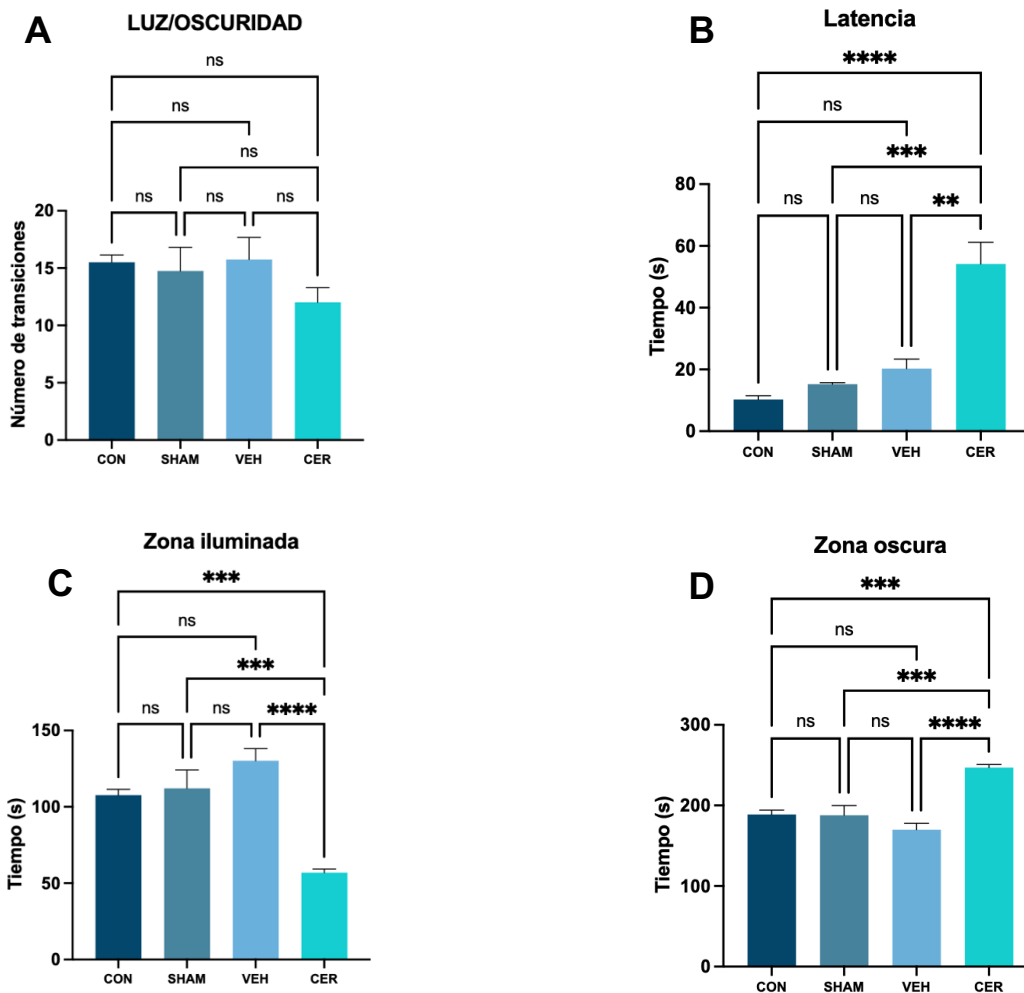 A
LUZ/OSCURIDAD
ns
ns
ns
ns
ns
ns
Número de transiciones
20
15
10
5
0
CON
SHAM
VEH
CER
B
Latencia
****
ns
***
ns
ns
**
Tiempo (s)
80
60
40
20
0
CON
SHAM
VEH
CER
C
Zona iluminada
***
ns
***
ns
ns
****
Tiempo (s)
150
100
50
0
CON
SHAM
VEH
CER
D
Zona oscura
***
ns
***
ns
ns
****
Tiempo (s)
300
200
100
0
CON
SHAM
VEH
CER